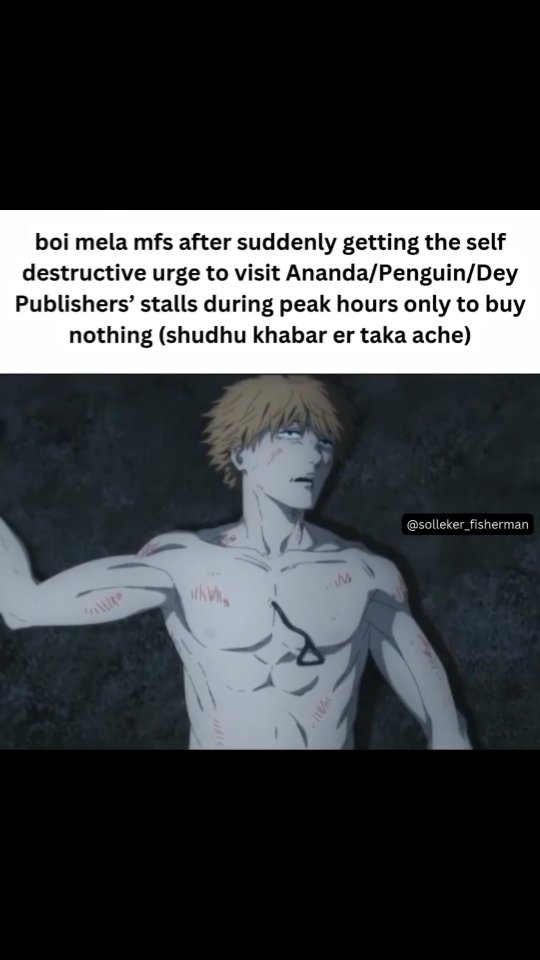 boi mela mfs after suddenly getting the self
destructive urge to visit Ananda/Penguin/Dey
Publishers’ stalls during peak hours only to buy
nothing (shudhu khabar er taka ache)
@solleker_fisherman